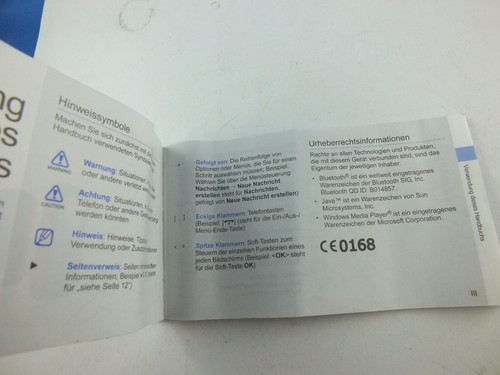 ng
s
s
Hinweissymbole
Machen Sie sich zunächst mit
Handbuch verwendeten Symbolen
Warnung: Situationen,
WARNING
oder andere verletzt
Achtung: Situationen,
CAUTION
Telefon oder andere
werden könnten
Hinweis: Hinweise,
Verwendung oder
► Seitenverweis: Seiten
Informationen; Beispiel
für „siehe Seite 12")
Gefolgt von: Die Reihenfolge von
Optionen oder Menüs, die Sie für einen
Schritt auswählen müssen; Beispiel:
Wählen Sie über die Menüsteuerung
Nachrichten → Neue Nachricht
erstellen (steht für Nachrichten,
gefolgt von Neue Nachricht erstellen)
[ ] Eckige Klammern: Telefontasten
(Beispiel: [ ] (steht für die Ein-/Aus-/
Menü-Ende-Taste)
< > Spitze Klammern: Soft-Tasten zum
Steuern der einzelnen Funktionen eines
jeden Bildschirms (Beispiel: <OK> steht
für die Soft-Taste OK)
Urheberrechtsinformationen
Rechte an allen Technologien und Produkten,
die mit diesem Gerät verbunden sind, sind das
Eigentum der jeweiligen Inhaber:
• Bluetooth® ist ein weltweit eingetragenes
Warenzeichen der Bluetooth SIG, Inc.
Bluetooth QD ID: B014857.
• Java™ ist ein Warenzeichen von Sun
Microsystems, Inc.
• Windows Media Player® ist ein eingetragenes
Warenzeichen der Microsoft Corporation.
CE0168
Verwendung dieses Handbuchs
III